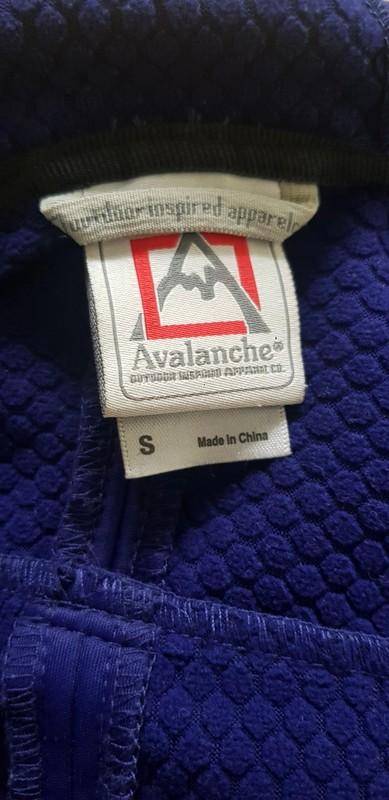 outdoor inspired apparel
Avalanche®
OUTDOOR INSPIRED APPAREL CO.
S
Made in China